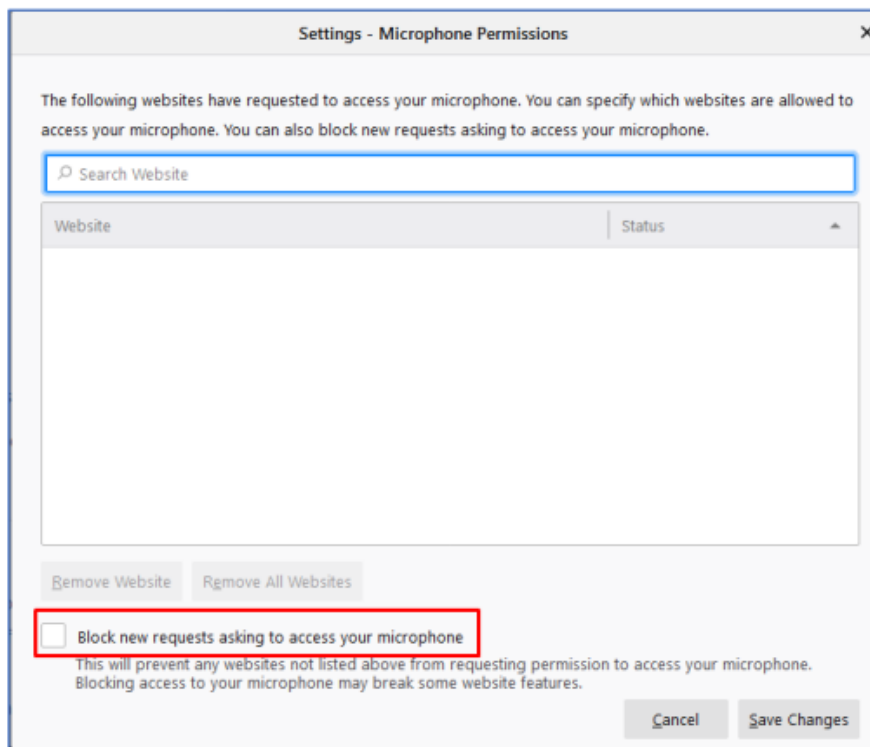 Settings - Microphone Permissions
The following websites have requested to access your microphone. You can specify which websites are allowed to
access your microphone. You can also block new requests asking to access your microphone.
Search Website
Website Status
Remove Website Remove All Websites
Block new requests asking to access your microphone
This will prevent any websites not listed above from requesting permission to access your microphone.
Blocking access to your microphone may break some website features.
Cancel Save Changes